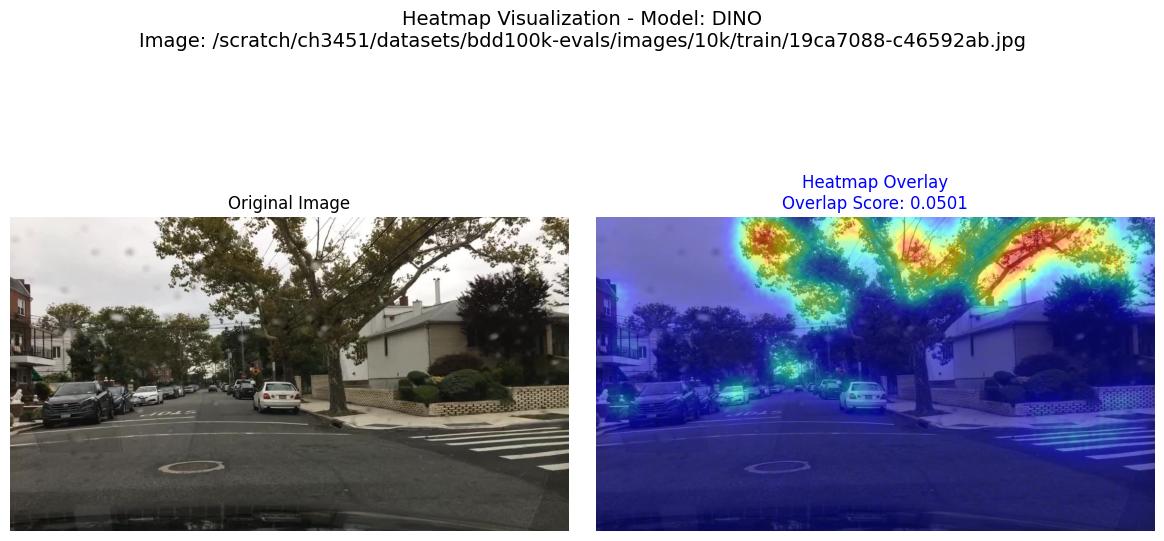 Heatmap Visualization - Model: DINO
Image: /scratch/ch3451/datasets/bdd100k-evals/images/10k/train/19ca7088-c46592ab.jpg
Original Image
Heatmap Overlay
Overlap Score: 0.0501
STOP